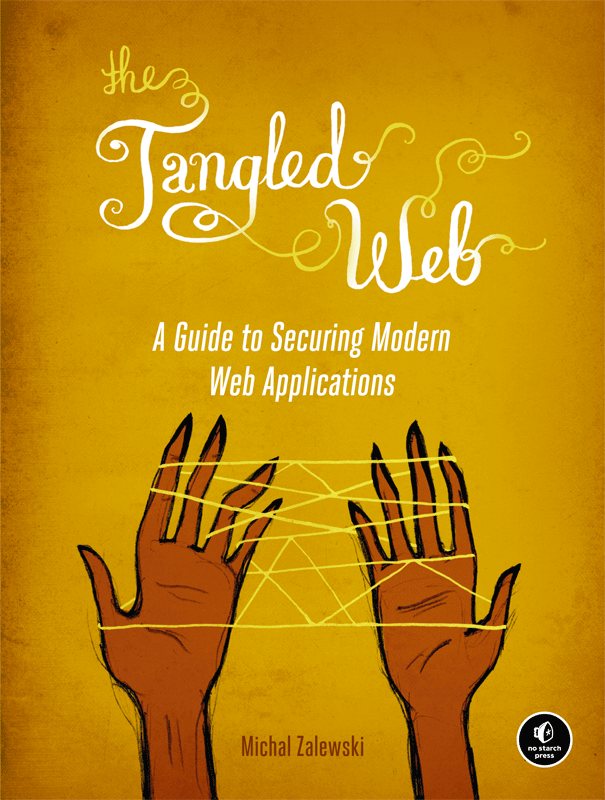 the
Tangled
Web
A Guide to Securing Modern
Web Applications
Michal Zalewski
no starch
press